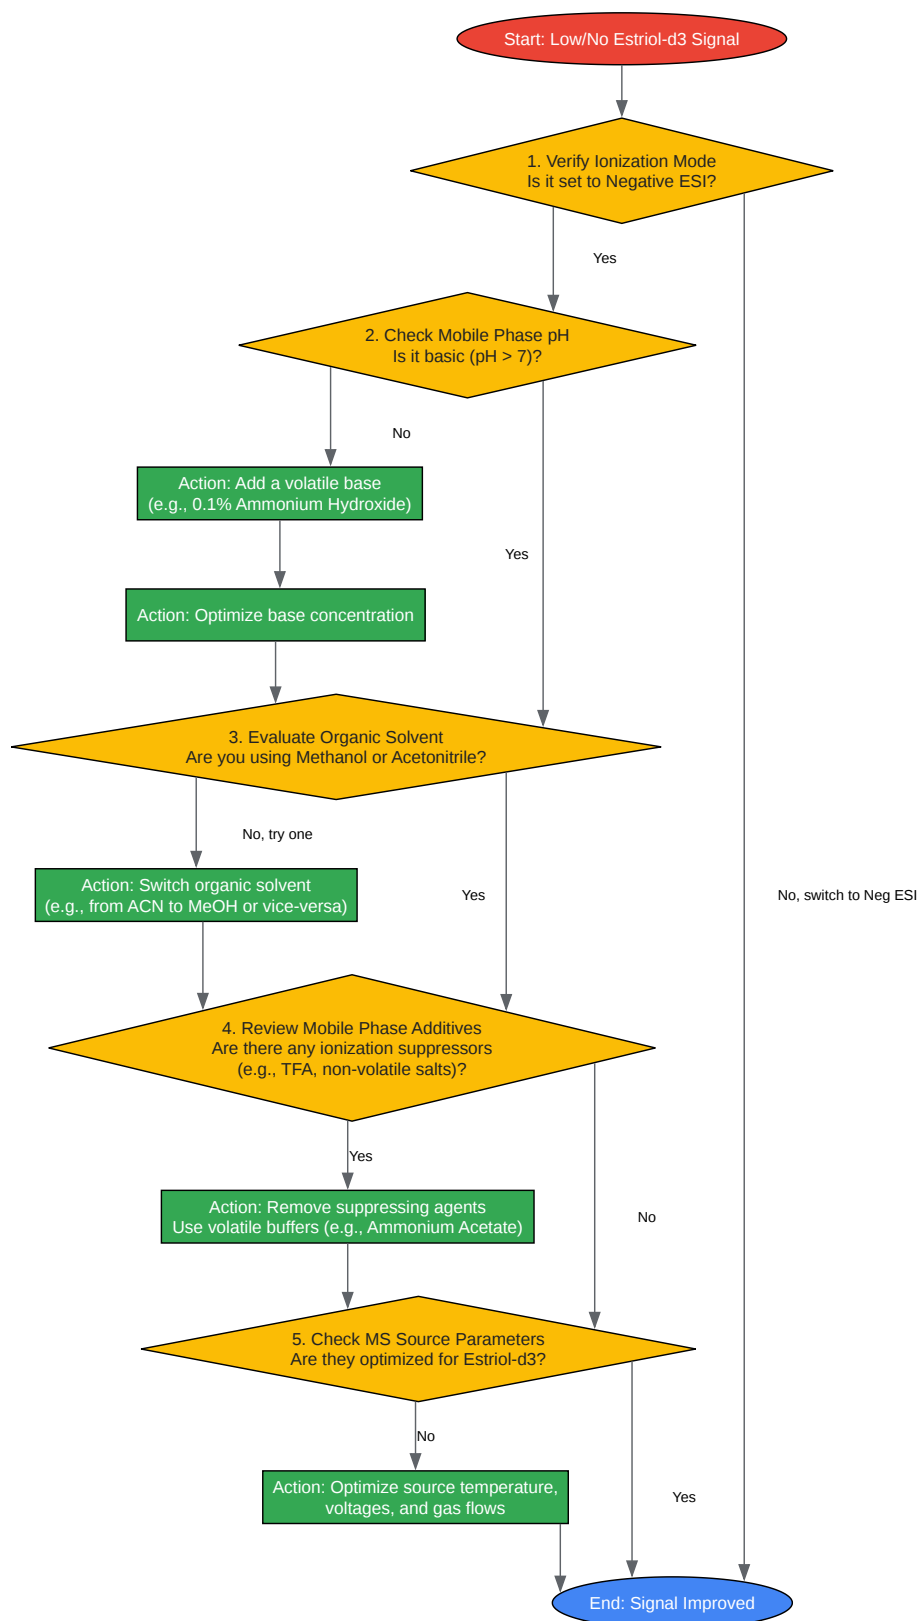 Start: Low/No Estriol-d3 Signal
1. Verify Ionization Mode
Is it set to Negative ESI?
Yes
2. Check Mobile Phase pH
Is it basic (pH > 7)?
No
Action: Add a volatile base
(e.g., 0.1% Ammonium Hydroxide)
Yes
Action: Optimize base concentration
3. Evaluate Organic Solvent
Are you using Methanol or Acetonitrile?
No, try one
Action: Switch organic solvent
(e.g., from ACN to MeOH or vice-versa)
Yes
No, switch to Neg ESI
4. Review Mobile Phase Additives
Are there any ionization suppressors
(e.g., TFA, non-volatile salts)?
Yes
Action: Remove suppressing agents
Use volatile buffers (e.g., Ammonium Acetate)
No
5. Check MS Source Parameters
Are they optimized for Estriol-d3?
No
Action: Optimize source temperature,
voltages, and gas flows
Yes
End: Signal Improved